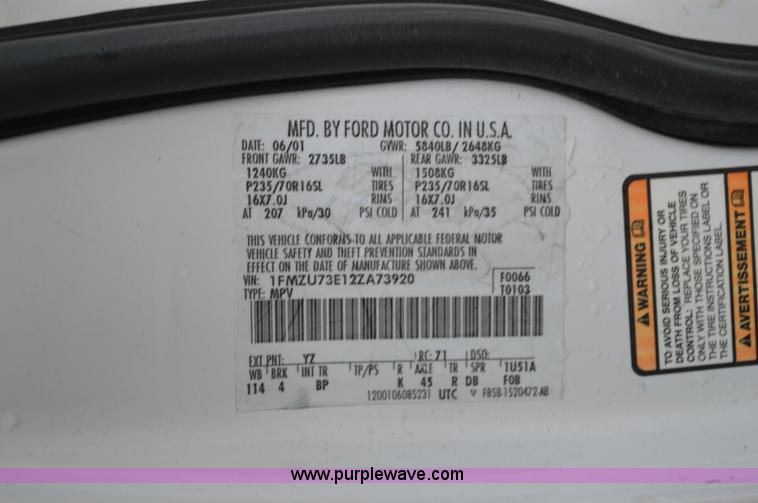 MFD. BY FORD MOTOR CO. IN U.S.A.
DATE: 06/01 GVWR: 5840LB/ 2648KG
FRONT GAWR: 2735LB REAR GAWR: 3325LB
1240KG WITH 1508KG WITH
P235/70R16SL TIRES P235/70R16SL TIRES
16X7.0J RIMS 16X7.0J RIMS
AT 207 kPa/30 PSI COLD AT 241 kPa/35 PSI COLD
THIS VEHICLE CONFORMS TO ALL APPLICABLE FEDERAL MOTOR
VEHICLE SAFETY AND THEFT PREVENTION STANDARDS IN
EFFECT ON THE DATE OF MANUFACTURE SHOWN ABOVE.
VIN: 1FMZU73E12ZA73920 F0066
TYPE: MPV T0103
EXT PNT: YZ RC: 71 DSO:
WB BRK INT TR TP/PS R AXLE TR SPR 1U51A
114 4 BP K 45 R DB FOB
1200106085231 UTC F85B-1520472-AB
WARNING
TO AVOID SERIOUS INJURY OR
DEATH FROM LOSS OF VEHICLE
CONTROL: REPLACE YOUR TIRES
ONLY WITH THOSE SPECIFIED ON
THE TIRE INSTRUCTIONS LABEL OR
THE CERTIFICATION LABEL.
AVERTISSEMENT
www.purplewave.com